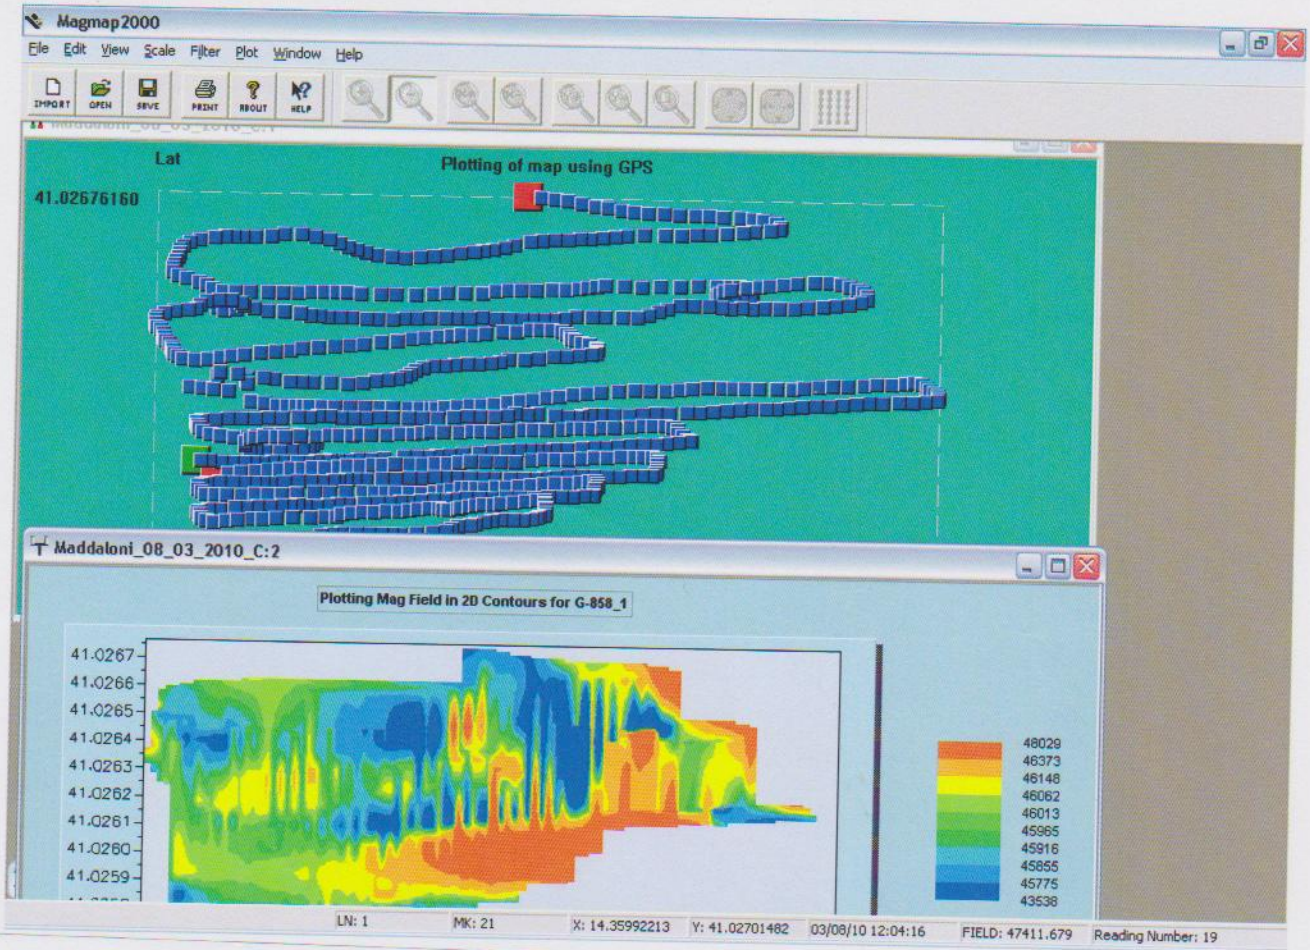 Magmap2000
File Edit View Scale Filter Plot Window Help
IMPORT OPEN SAVE PRINT ABOUT HELP
Maddaloni_08_03_2010_C:1
Lat
Plotting of map using GPS
41.02676160
Maddaloni_08_03_2010_C:2
Plotting Mag Field in 2D Contours for G-858_1
41.0267
41.0266
41.0265
41.0264
41.0263
41.0262
41.0261
41.0260
41.0259
48029
46373
46148
46062
46013
45965
45916
45855
45775
43538
LN: 1 MK: 21 X: 14.35992213 Y: 41.02701482 03/08/10 12:04:16 FIELD: 47411.679 Reading Number: 19